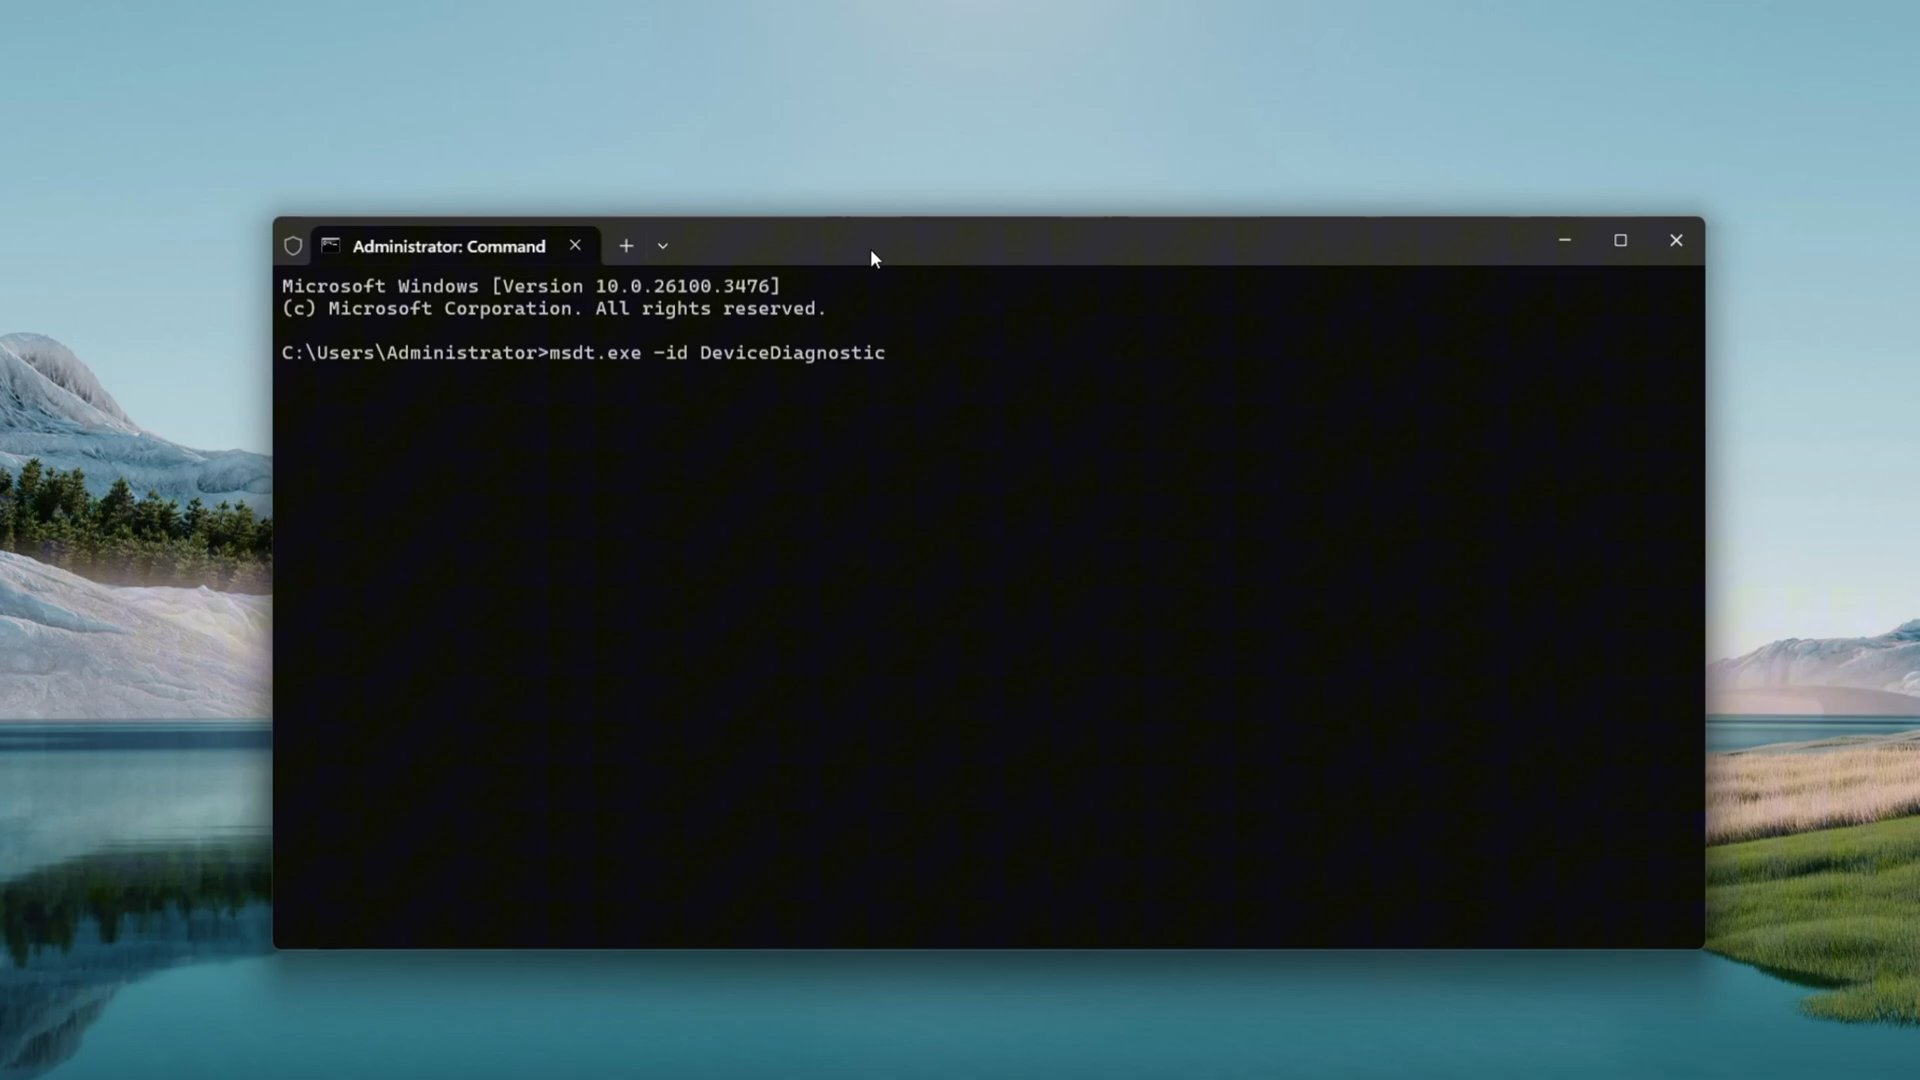 Administrator: Command
Microsoft Windows [Version 10.0.26100.3476]
(c) Microsoft Corporation. All rights reserved.
C:\Users\Administrator>msdt.exe -id DeviceDiagnostic